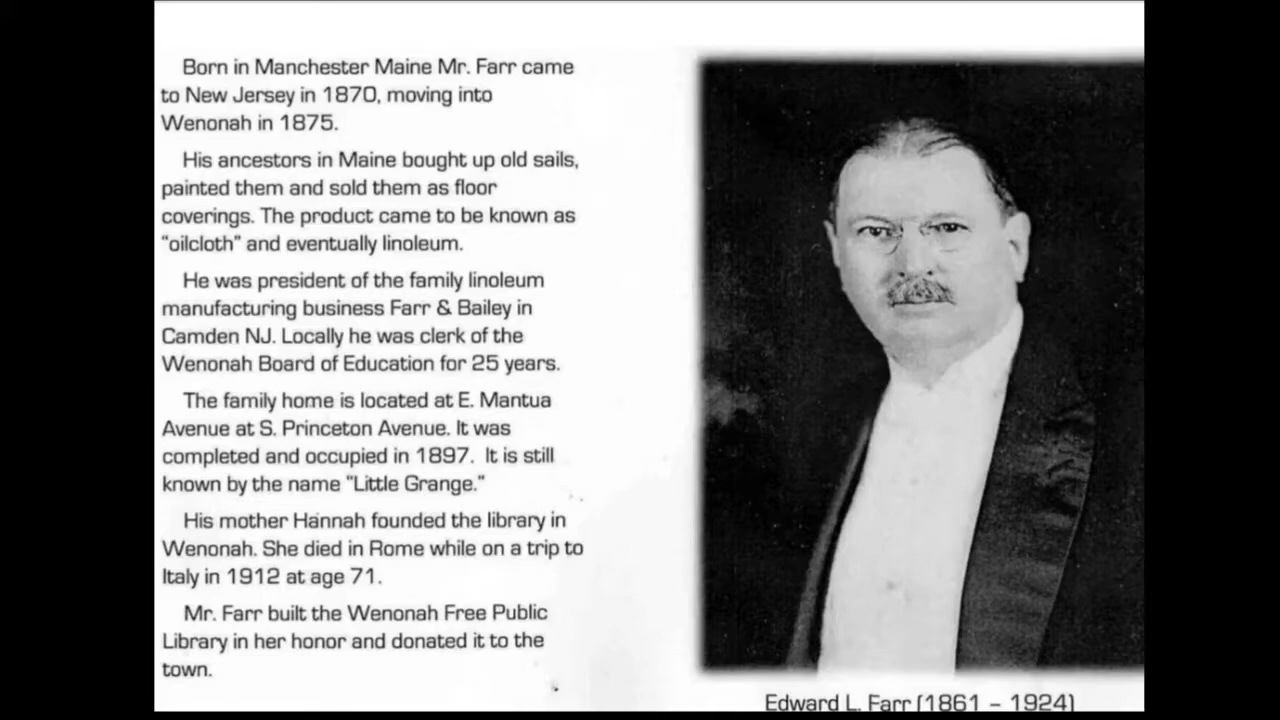 Born in Manchester Maine Mr. Farr came
to New Jersey in 1870, moving into
Wenonah in 1875.
His ancestors in Maine bought up old sails,
painted them and sold them as floor
coverings. The product came to be known as
"oilcloth" and eventually linoleum.
He was president of the family linoleum
manufacturing business Farr & Bailey in
Camden NJ. Locally he was clerk of the
Wenonah Board of Education for 25 years.
The family home is located at E. Mantua
Avenue at S. Princeton Avenue. It was
completed and occupied in 1897. It is still
known by the name "Little Grange."
His mother Hannah founded the library in
Wenonah. She died in Rome while on a trip to
Italy in 1912 at age 71.
Mr. Farr built the Wenonah Free Public
Library in her honor and donated it to the
town.
Edward L. Farr (1861 – 1924)